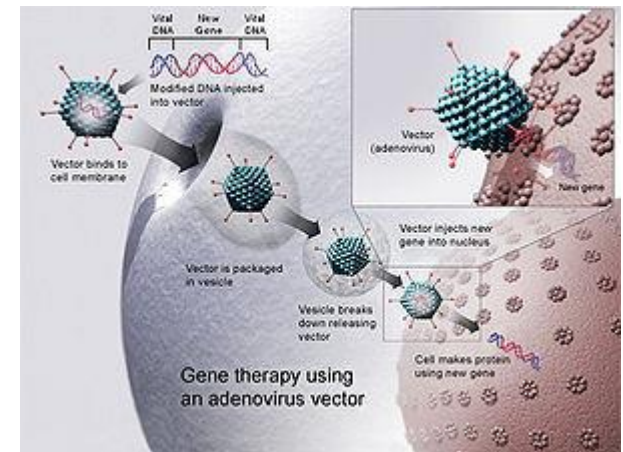 Viral New Viral
DNA Gene DNA
Modified DNA injected
into vector
Vector binds to
cell membrane
Vector
(adenovirus)
New gene
Vector is packaged
in vesicle
Vector injects new
gene into nucleus
Vesicle breaks
down releasing
vector
Cell makes protein
using new gene
Gene therapy using
an adenovirus vector